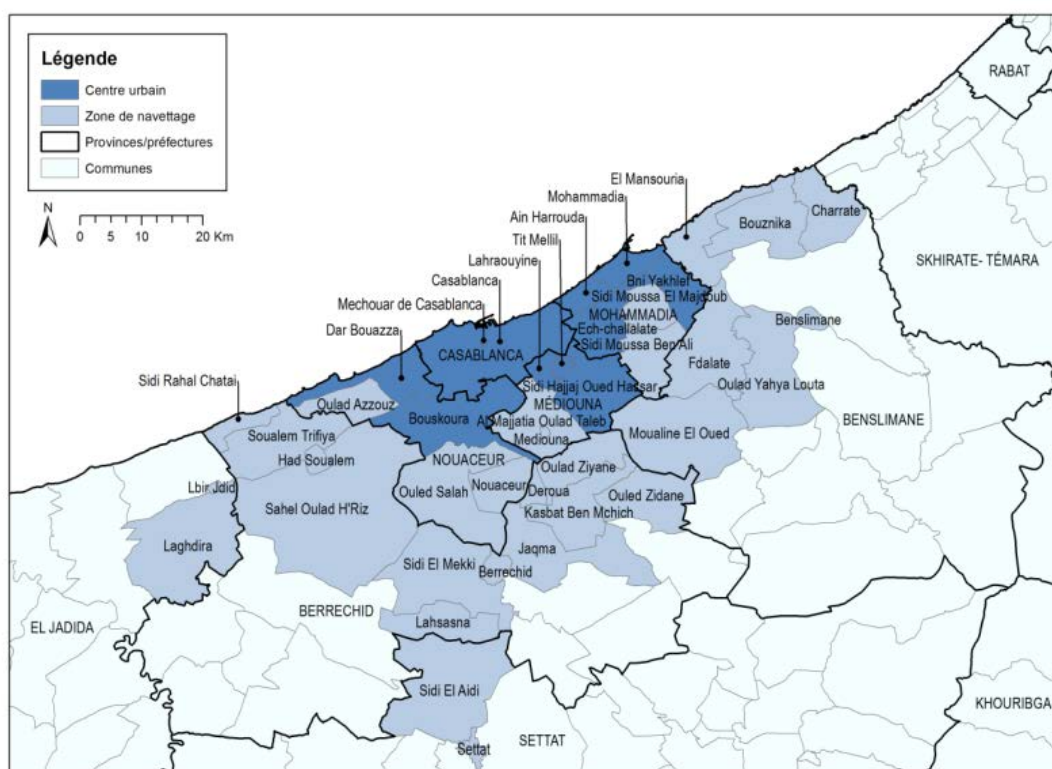 Légende
Centre urbain
Zone de navettage
Provinces/préfectures
Communes
N
0 5 10 20 Km
RABAT
El Mansouria
Mohammadia
Ain Harrouda
Tit Mellil
Lahraouyine
Casablanca
Mechouar de Casablanca
Dar Bouazza
Sidi Rahal Chatai
Charrate
Bouznika
SKHIRATE- TÉMARA
Bni Yakhlef
Sidi Moussa El Majdoub
MOHAMMADIA
Ech-challalate
Sidi Moussa Ben Ali
Benslimane
CASABLANCA
Fdalate
Oulad Yahya Louta
Sidi Hajjaj Oued Hassar
MÉDIOUNA
Oulad Azzouz
Bouskoura
Al Majjatia Oulad Taleb
BENSLIMANE
Mediouna
Soualem Trifiya
Moualine El Oued
Had Soualem
NOUACEUR
Oulad Ziyane
Lbir Jdid
Ouled Salah
Nouaceur
Deroua
Ouled Zidane
Sahel Oulad H'Riz
Kasbat Ben Mchich
Laghdira
Jaqma
Sidi El Mekki
Berrechid
BERRECHID
Lahsasna
EL JADIDA
Sidi El Aidi
KHOURIBGA
SETTAT
Settat